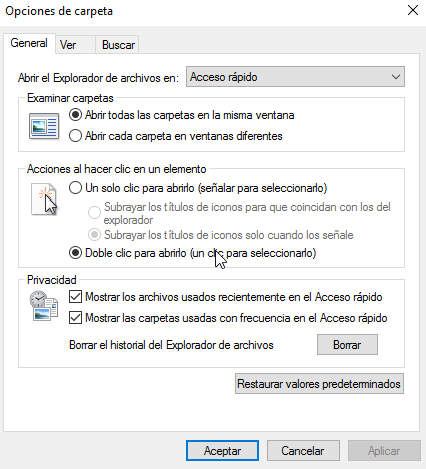 Opciones de carpeta
General Ver Buscar
Abrir el Explorador de archivos en: Acceso rápido
Examinar carpetas
Abrir todas las carpetas en la misma ventana
Abrir cada carpeta en ventanas diferentes
Acciones al hacer clic en un elemento
Un solo clic para abrirlo (señalar para seleccionarlo)
Subrayar los títulos de iconos para que coincidan con los del
explorador
Subrayar los títulos de iconos solo cuando los señale
Doble clic para abrirlo (un clic para seleccionarlo)
Privacidad
Mostrar los archivos usados recientemente en el Acceso rápido
Mostrar las carpetas usadas con frecuencia en el Acceso rápido
Borrar el historial del Explorador de archivos Borrar
Restaurar valores predeterminados
Aceptar Cancelar Aplicar